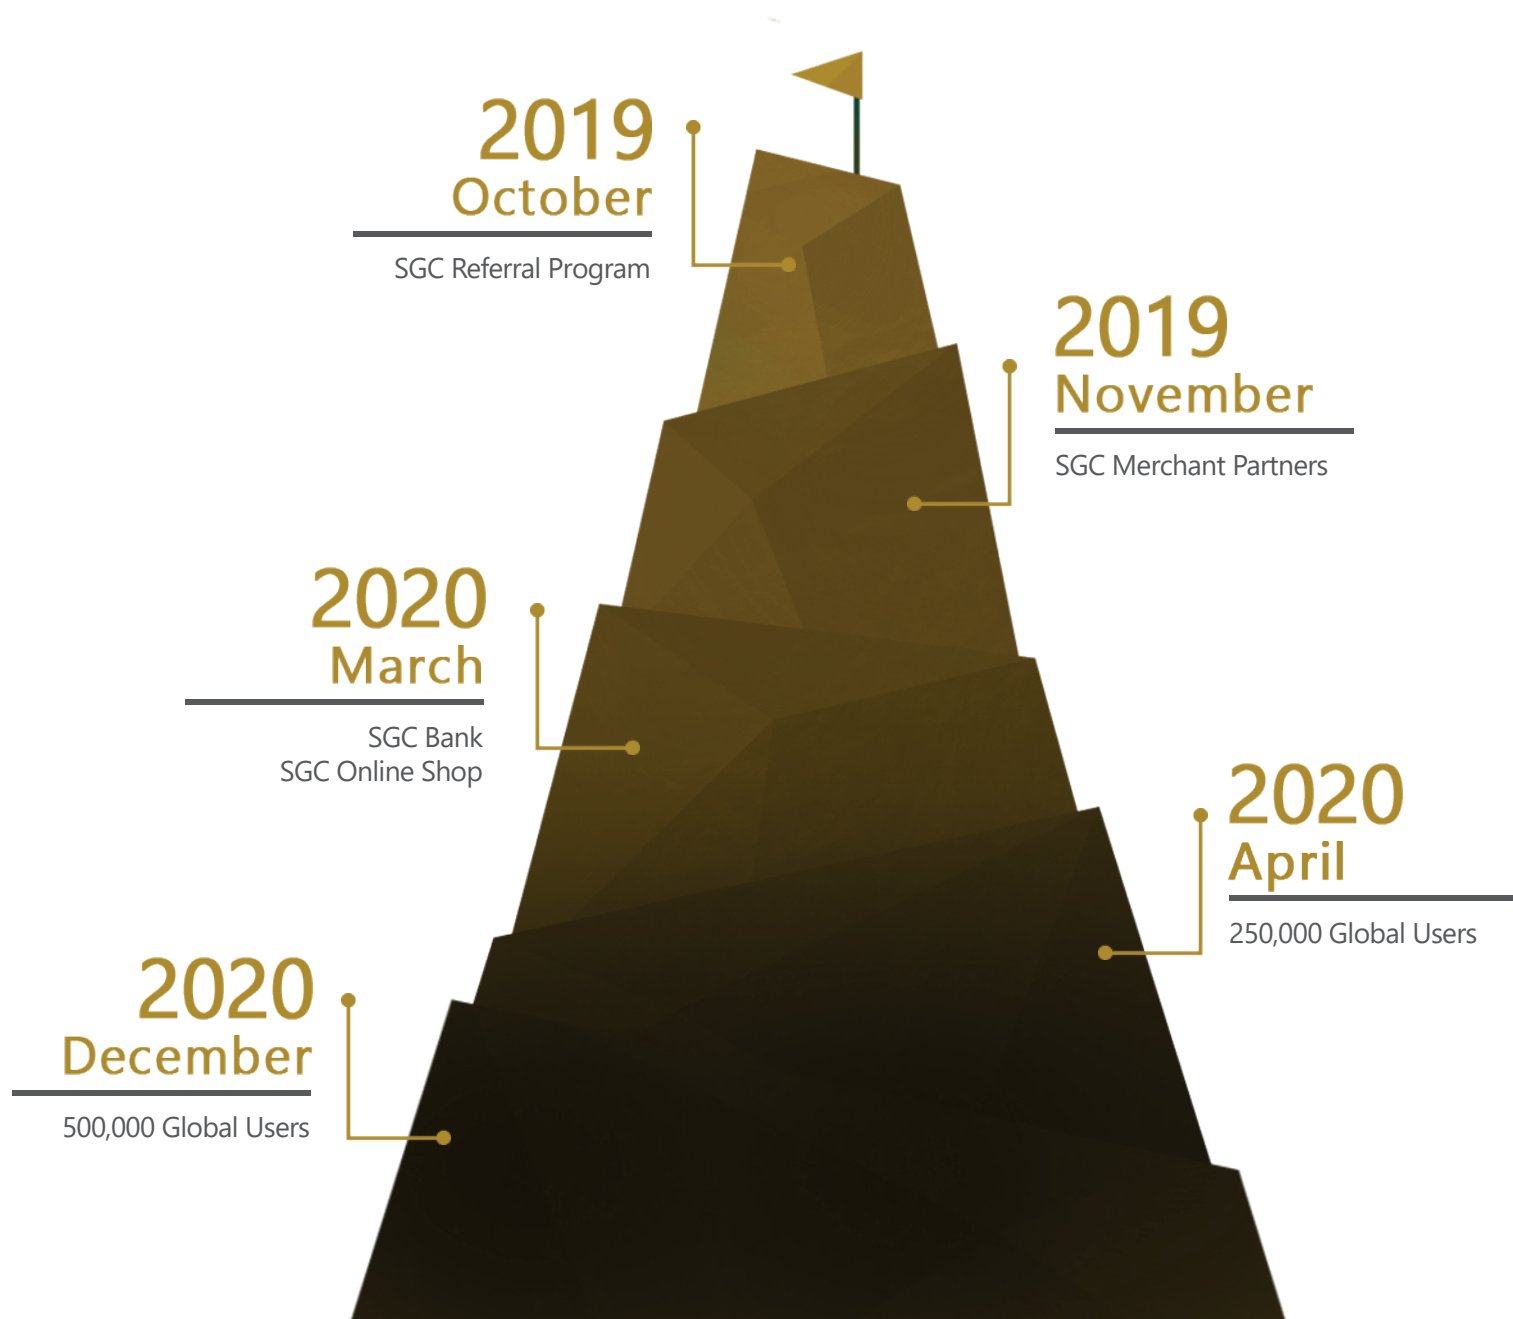 2019
October
SGC Referral Program
2019
November
SGC Merchant Partners
2020
March
SGC Bank
SGC Online Shop
2020
April
250,000 Global Users
2020
December
500,000 Global Users